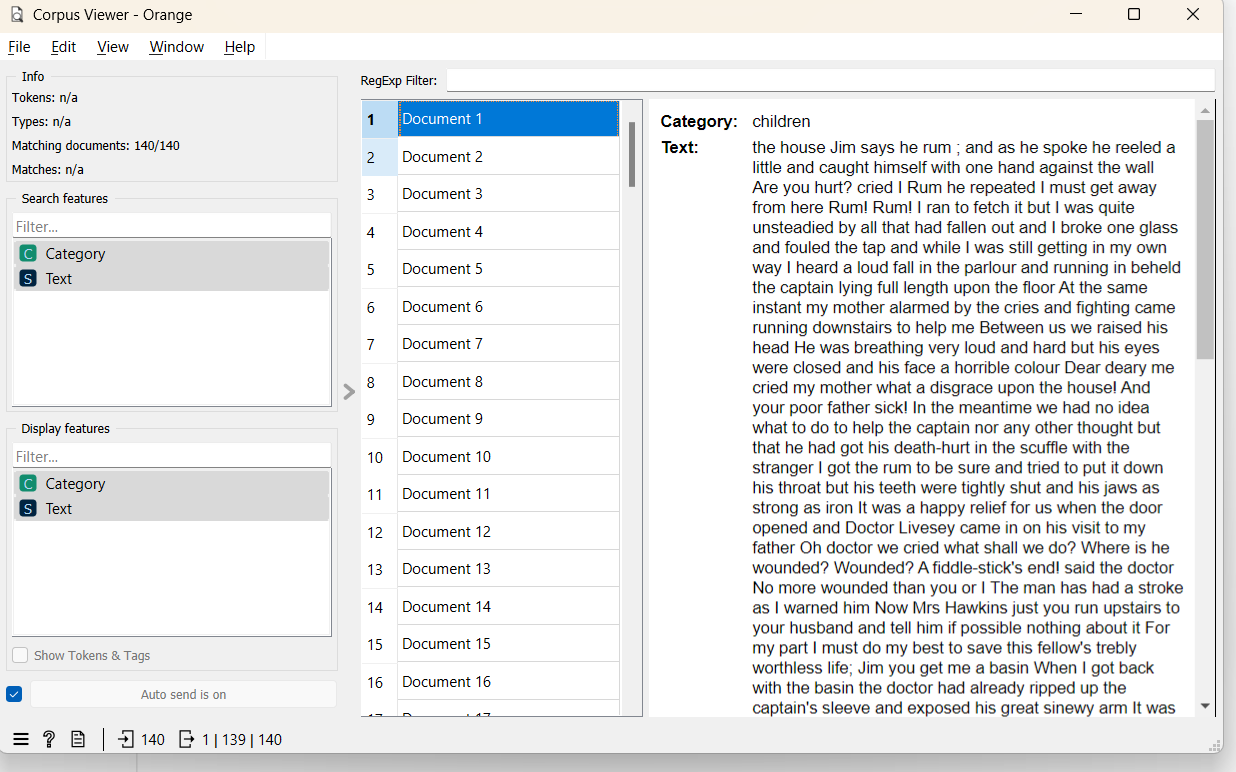 Corpus Viewer - Orange
File Edit View Window Help
Info
Tokens: n/a
Types: n/a
Matching documents: 140/140
Matches: n/a
Search features
Filter...
C Category
S Text
Display features
Filter...
C Category
S Text
Show Tokens & Tags
Auto send is on
140 1 | 139 | 140
RegExp Filter:
1 Document 1
2 Document 2
3 Document 3
4 Document 4
5 Document 5
6 Document 6
7 Document 7
8 Document 8
9 Document 9
10 Document 10
11 Document 11
12 Document 12
13 Document 13
14 Document 14
15 Document 15
16 Document 16
17 Document 17
Category: children
Text: the house Jim says he rum ; and as he spoke he reeled a
little and caught himself with one hand against the wall
Are you hurt? cried I Rum he repeated I must get away
from here Rum! Rum! I ran to fetch it but I was quite
unsteadied by all that had fallen out and I broke one glass
and fouled the tap and while I was still getting in my own
way I heard a loud fall in the parlour and running in beheld
the captain lying full length upon the floor At the same
instant my mother alarmed by the cries and fighting came
running downstairs to help me Between us we raised his
head He was breathing very loud and hard but his eyes
were closed and his face a horrible colour Dear deary me
cried my mother what a disgrace upon the house! And
your poor father sick! In the meantime we had no idea
what to do to help the captain nor any other thought but
that he had got his death-hurt in the scuffle with the
stranger I got the rum to be sure and tried to put it down
his throat but his teeth were tightly shut and his jaws as
strong as iron It was a happy relief for us when the door
opened and Doctor Livesey came in on his visit to my
father Oh doctor we cried what shall we do? Where is he
wounded? Wounded? A fiddle-stick's end! said the doctor
No more wounded than you or I The man has had a stroke
as I warned him Now Mrs Hawkins just you run upstairs to
your husband and tell him if possible nothing about it For
my part I must do my best to save this fellow's trebly
worthless life; Jim you get me a basin When I got back
with the basin the doctor had already ripped up the
captain's sleeve and exposed his great sinewy arm It was